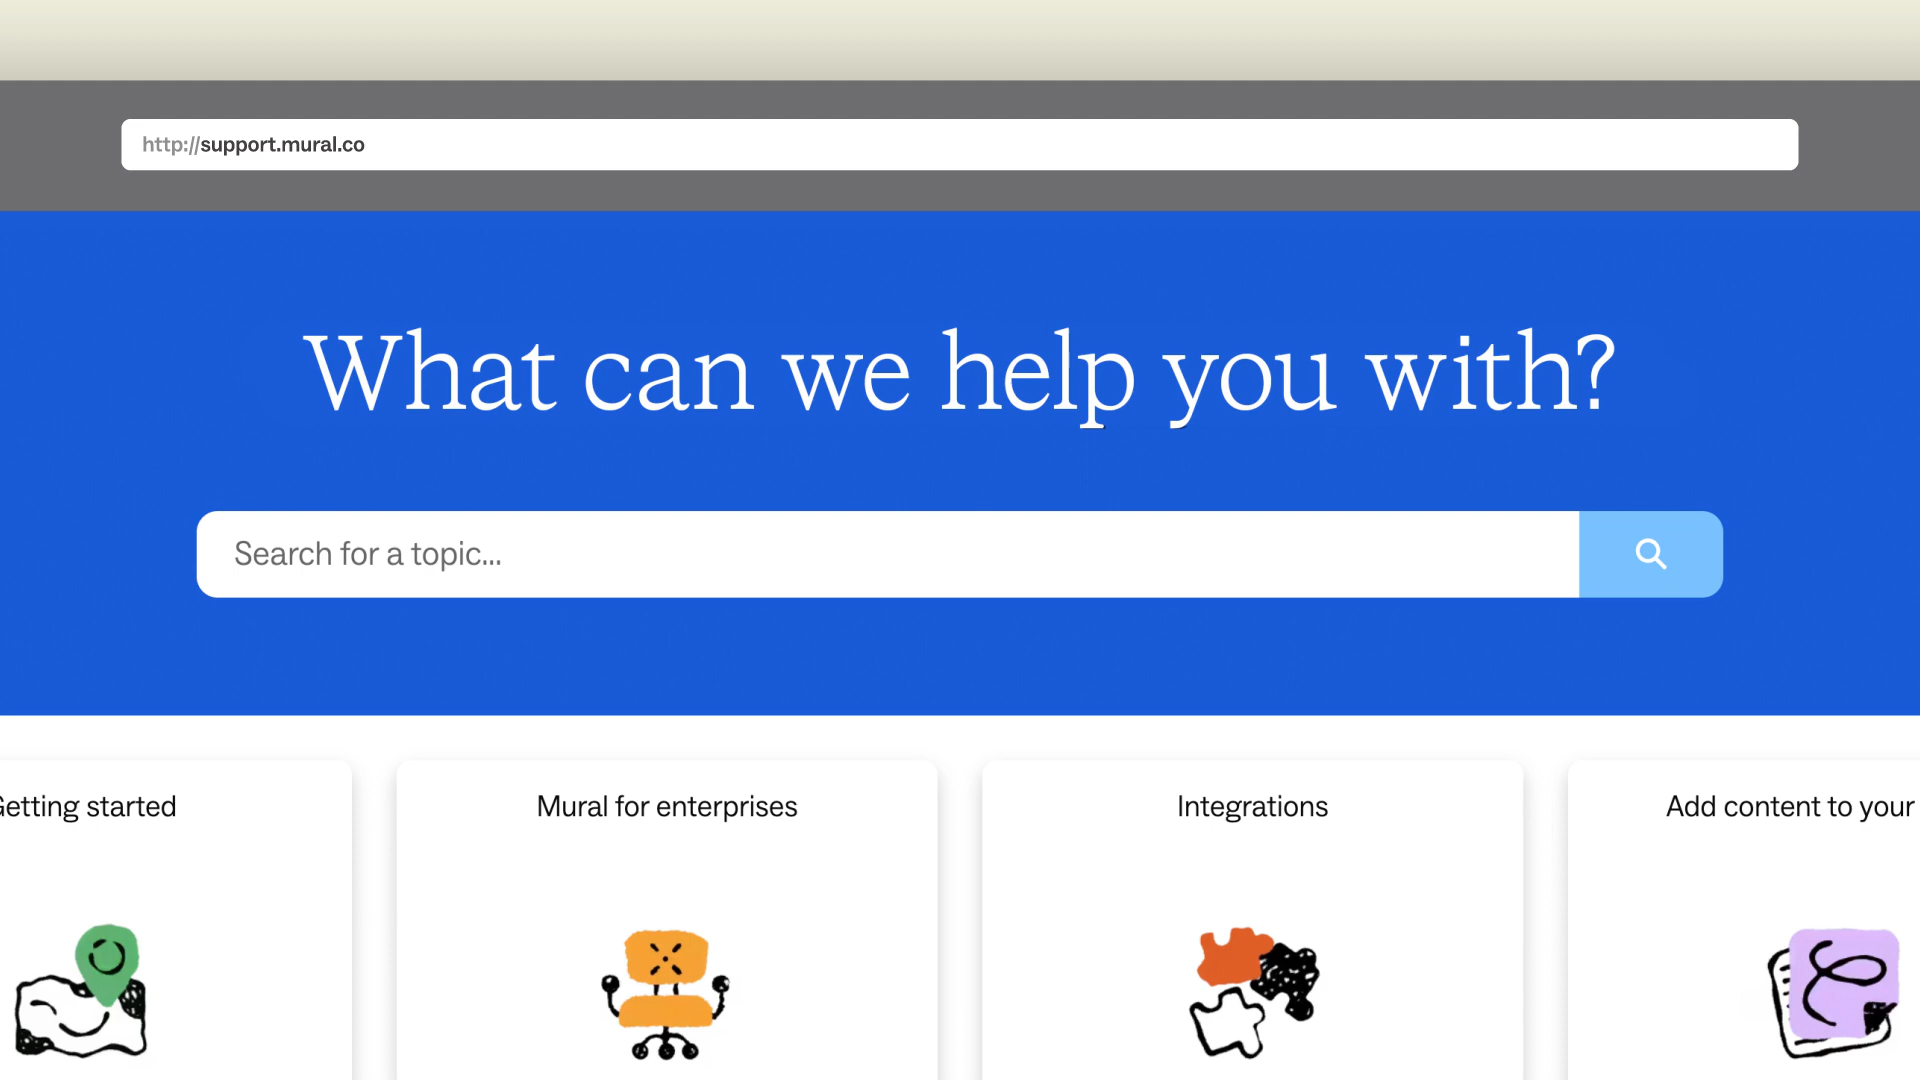 http://support.mural.co
What can we help you with?
Search for a topic...
Getting started
Mural for enterprises
Integrations
Add content to your